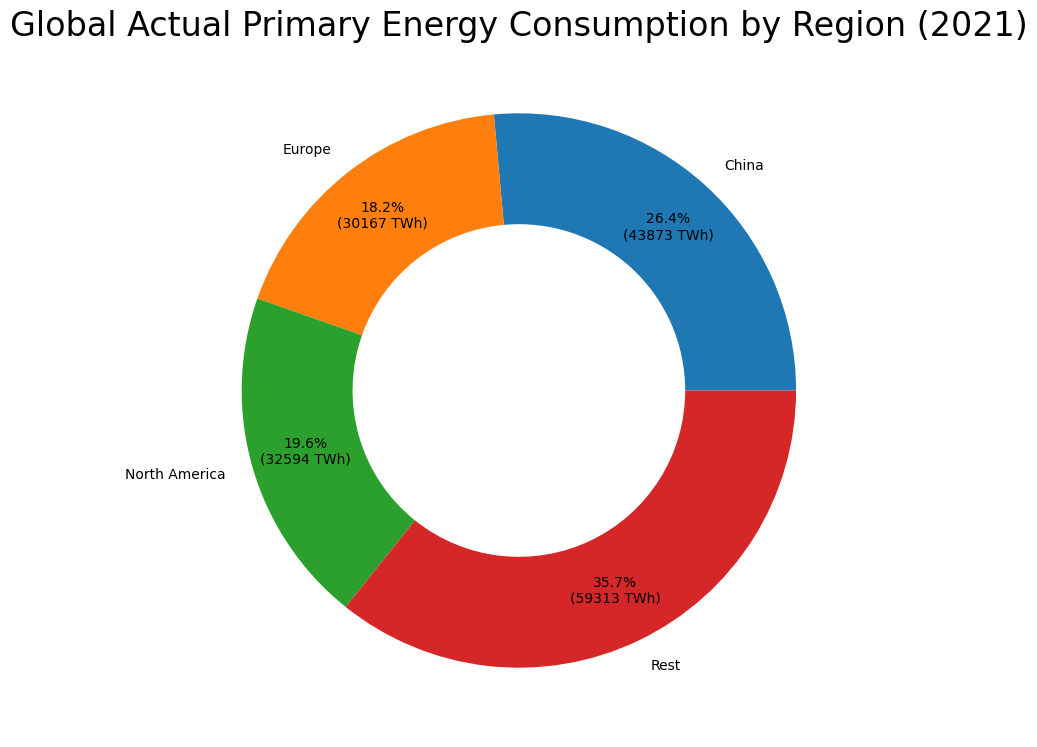 Global Actual Primary Energy Consumption by Region (2021)
Europe
China
18.2%
(30167 TWh)
26.4%
(43873 TWh)
19.6%
(32594 TWh)
North America
35.7%
(59313 TWh)
Rest